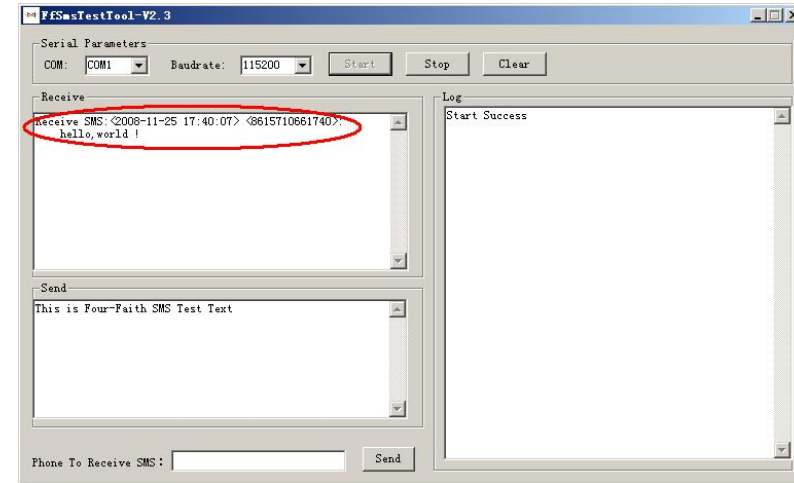 FfSmsTestTool-V2.3
Serial Parameters
COM: COM1 Baudrate: 115200 Start Stop Clear
Receive
Receive SMS:<2008-11-25 17:40:07> <8615710661740>:
hello,world !
Log
Start Success
Send
This is Four-Faith SMS Test Text
Phone To Receive SMS: Send